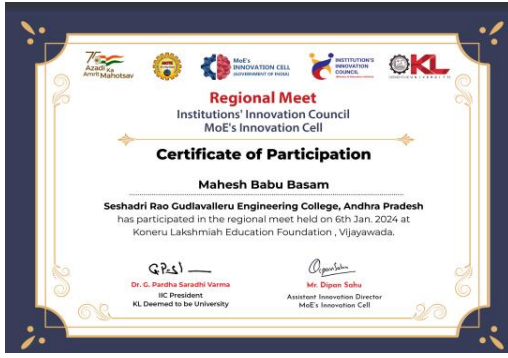 75
Azadi Ka
Amrit Mahotsav
MoE's
INNOVATION CELL
(GOVERNMENT OF INDIA)
INSTITUTION'S
INNOVATION
COUNCIL
KL
Regional Meet
Institutions' Innovation Council
MoE's Innovation Cell
Certificate of Participation
Mahesh Babu Basam
Seshadri Rao Gudlavalleru Engineering College, Andhra Pradesh
has participated in the regional meet held on 6th Jan. 2024 at
Koneru Lakshmiah Education Foundation , Vijayawada.
Dr. G. Pardha Saradhi Varma
IIC President
KL Deemed to be University
Mr. Dipan Sahu
Assistant Innovation Director
MoE's Innovation Cell